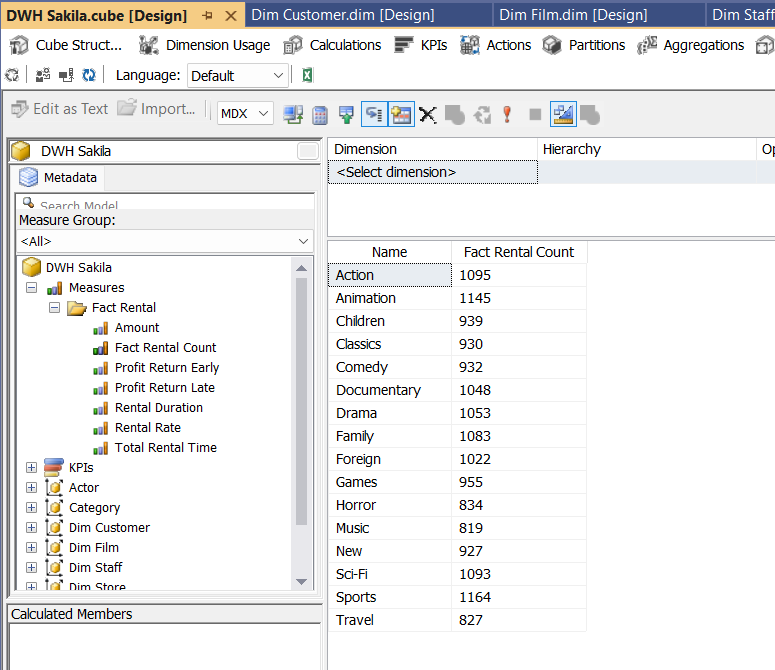 DWH Sakila.cube [Design] Dim Customer.dim [Design] Dim Film.dim [Design] Dim Staff
Cube Struct... Dimension Usage Calculations KPIs Actions Partitions Aggregations
Language: Default
Edit as Text Import... MDX
DWH Sakila
Metadata
Search Model
Measure Group:
<All>
DWH Sakila
Measures
Fact Rental
Amount
Fact Rental Count
Profit Return Early
Profit Return Late
Rental Duration
Rental Rate
Total Rental Time
KPIs
Actor
Category
Dim Customer
Dim Film
Dim Staff
Dim Store
Calculated Members
Dimension Hierarchy Op
<Select dimension>
Name Fact Rental Count
Action 1095
Animation 1145
Children 939
Classics 930
Comedy 932
Documentary 1048
Drama 1053
Family 1083
Foreign 1022
Games 955
Horror 834
Music 819
New 927
Sci-Fi 1093
Sports 1164
Travel 827